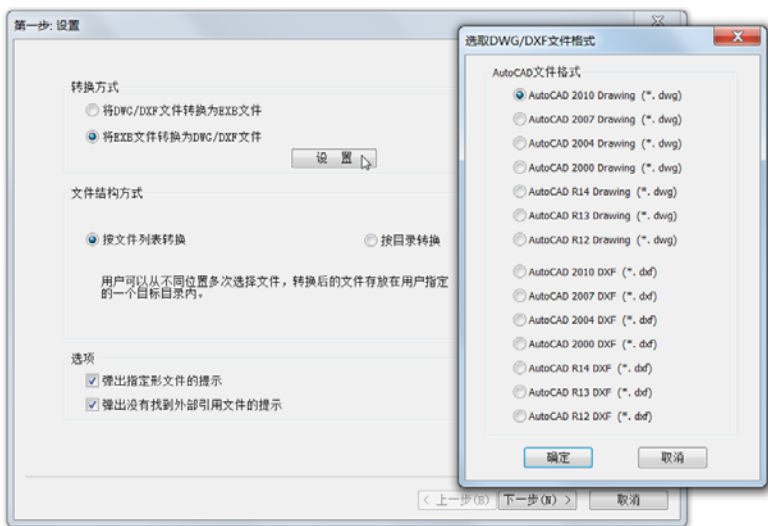 第一步: 设置
转换方式
将DWG/DXF文件转换为EXB文件
将EXB文件转换为DWG/DXF文件
设 置
文件结构方式
按文件列表转换
按目录转换
用户可以从不同位置多次选择文件，转换后的文件存放在用户指定
的一个目标目录内。
选项
弹出指定形文件的提示
弹出没有找到外部引用文件的提示
< 上一步(B)
下一步(N) >
取消
选取DWG/DXF文件格式
AutoCAD文件格式
AutoCAD 2010 Drawing (*. dwg)
AutoCAD 2007 Drawing (*. dwg)
AutoCAD 2004 Drawing (*. dwg)
AutoCAD 2000 Drawing (*. dwg)
AutoCAD R14 Drawing (*. dwg)
AutoCAD R13 Drawing (*. dwg)
AutoCAD R12 Drawing (*. dwg)
AutoCAD 2010 DXF (*. dxf)
AutoCAD 2007 DXF (*. dxf)
AutoCAD 2004 DXF (*. dxf)
AutoCAD 2000 DXF (*. dxf)
AutoCAD R14 DXF (*. dxf)
AutoCAD R13 DXF (*. dxf)
AutoCAD R12 DXF (*. dxf)
确定
取消